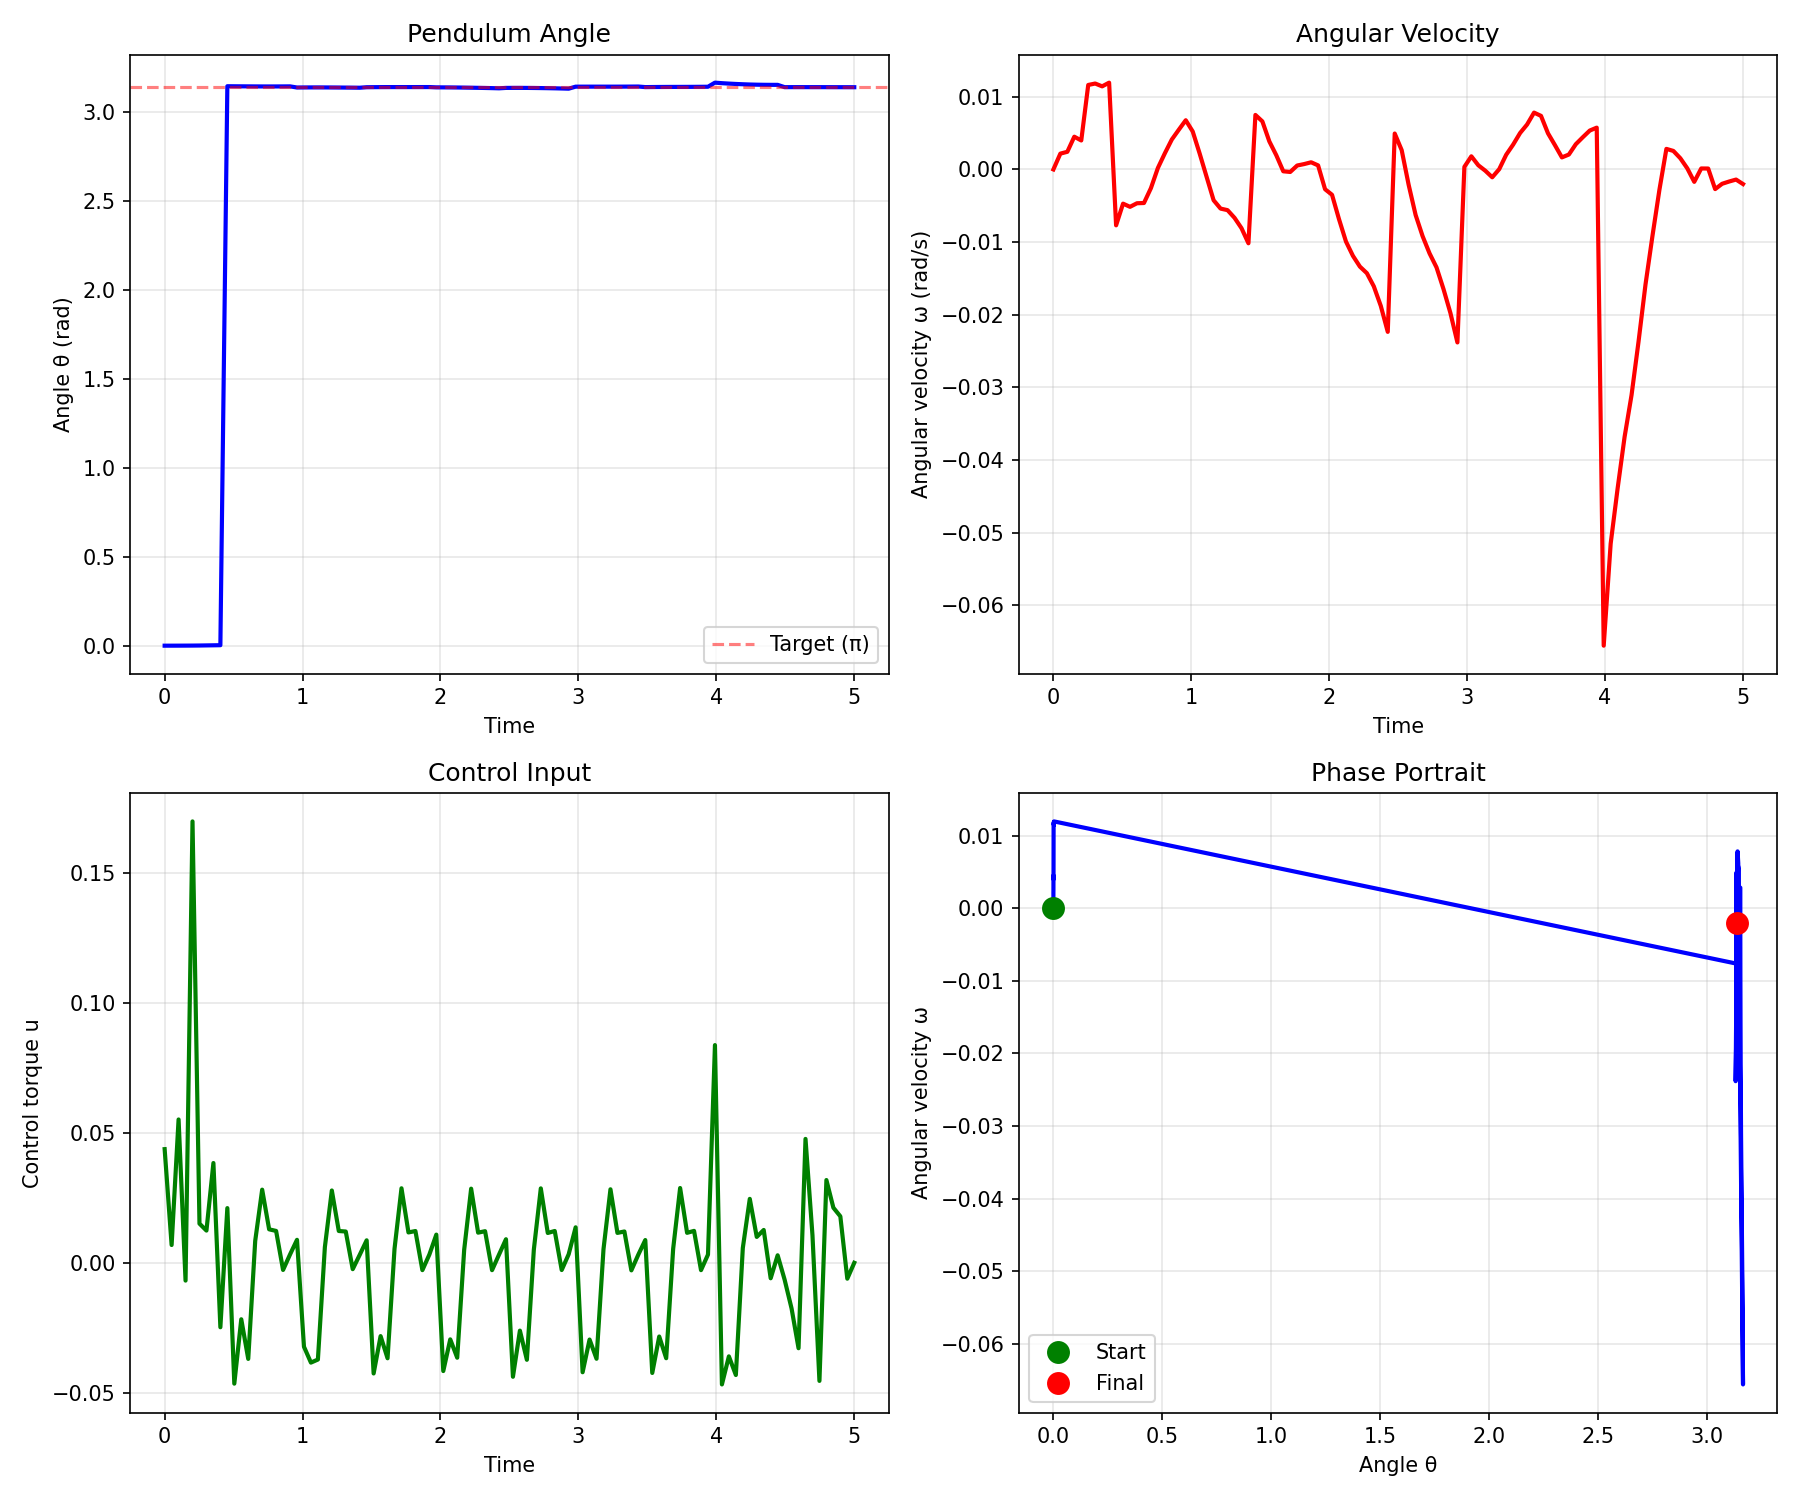 Pendulum Angle
Angle θ (rad)
3.0
2.5
2.0
1.5
1.0
0.5
0.0
Target (π)
0 1 2 3 4 5
Time
Angular Velocity
Angular velocity ω (rad/s)
0.01
0.00
−0.01
−0.02
−0.03
−0.04
−0.05
−0.06
0 1 2 3 4 5
Time
Control Input
Control torque u
0.15
0.10
0.05
0.00
−0.05
0 1 2 3 4 5
Time
Phase Portrait
Angular velocity ω
0.01
0.00
−0.01
−0.02
−0.03
−0.04
−0.05
−0.06
Start
Final
0.0 0.5 1.0 1.5 2.0 2.5 3.0
Angle θ